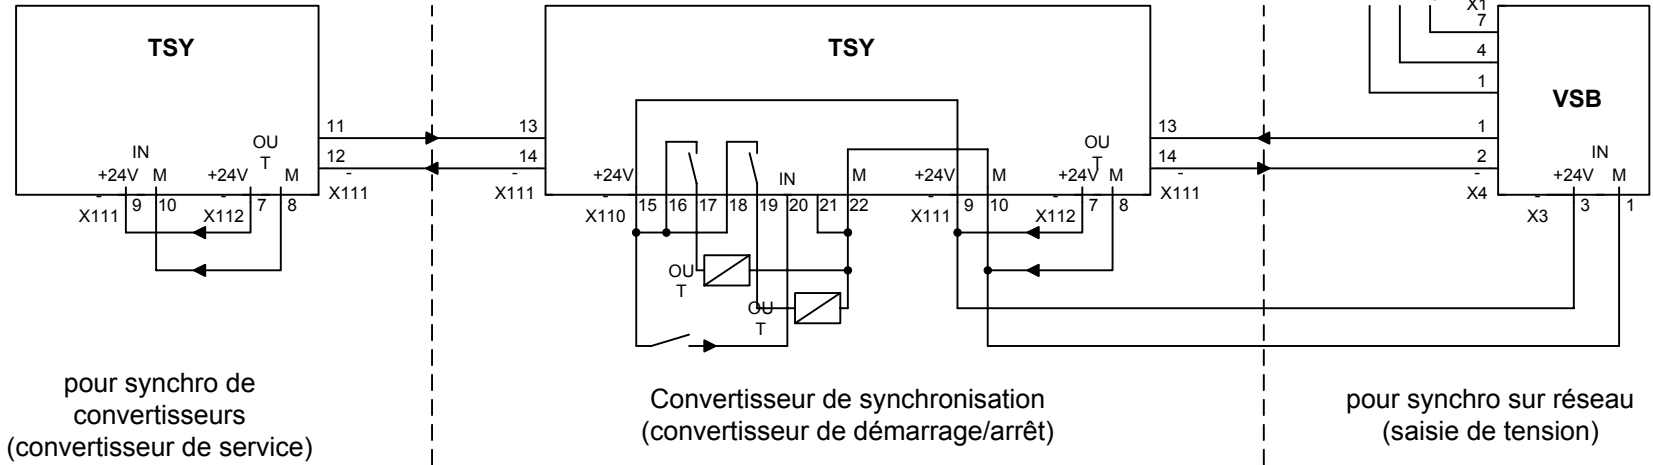 TSY
11
12
-
X111
IN
+24V M
OU
T
+24V M
-
X111
9 10
-
X112
7 8
pour synchro de
convertisseurs
(convertisseur de service)
TSY
13
14
-
X111
+24V
IN
M
+24V M
OU
T
+24V M
-
X110
15 16 17 18 19 20 21 22
-
X111
9 10
-
X112
7 8
13
14
-
X111
OU
T
OU
T
Convertisseur de synchronisation
(convertisseur de démarrage/arrêt)
X1
7
4
1
VSB
1
2
-
X4
IN
+24V M
-
X3
3 1
pour synchro sur réseau
(saisie de tension)